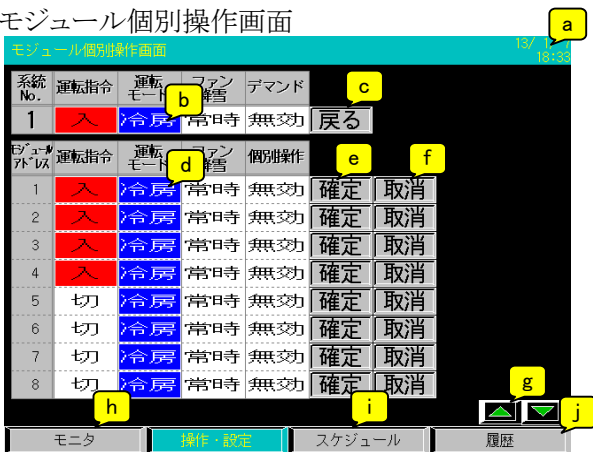 モジュール個別操作画面
a
モジュール個別操作画面
18:33
系統 No. 運転指令 運転 モード デマンド
b c
1 入 冷房 常時 無効 戻る
ﾓｼﾞｭｰﾙ ｱﾄﾞﾚｽ 運転指令 運転 モード 個別操作
d e f
1 入 冷房 常時 無効 確定 取消
2 入 冷房 常時 無効 確定 取消
3 入 冷房 常時 無効 確定 取消
4 入 冷房 常時 無効 確定 取消
5 切 冷房 常時 無効 確定 取消
6 切 冷房 常時 無効 確定 取消
7 切 冷房 常時 無効 確定 取消
8 切 冷房 常時 無効 確定 取消
g
h i j
モニタ 操作・設定 スケジュール 履歴